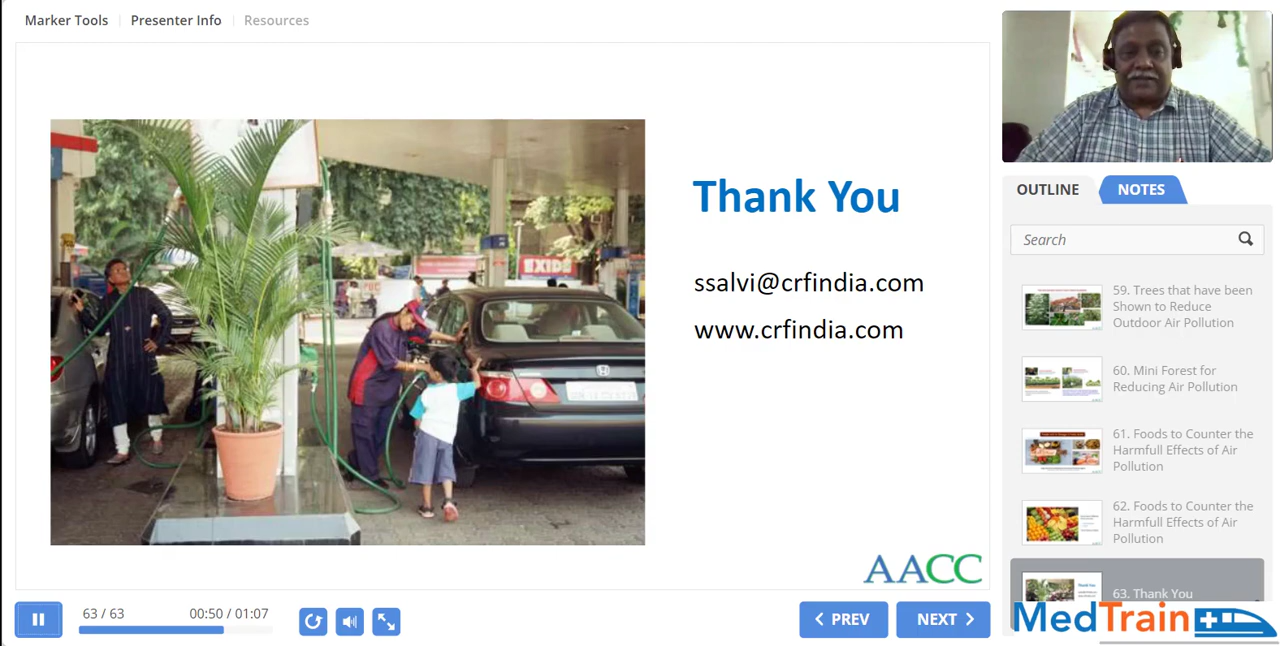 Marker Tools
Presenter Info
Resources
EXIDE
Thank You
ssalvi@crfindia.com
www.crfindia.com
AACC
OUTLINE
NOTES
Search
59. Trees that have been
Shown to Reduce
Outdoor Air Pollution
60. Mini Forest for
Reducing Air Pollution
61. Foods to Counter the
Harmfull Effects of Air
Pollution
62. Foods to Counter the
Harmfull Effects of Air
Pollution
63. Thank You
63 / 63
00:50 / 01:07
PREV
NEXT
MedTrain